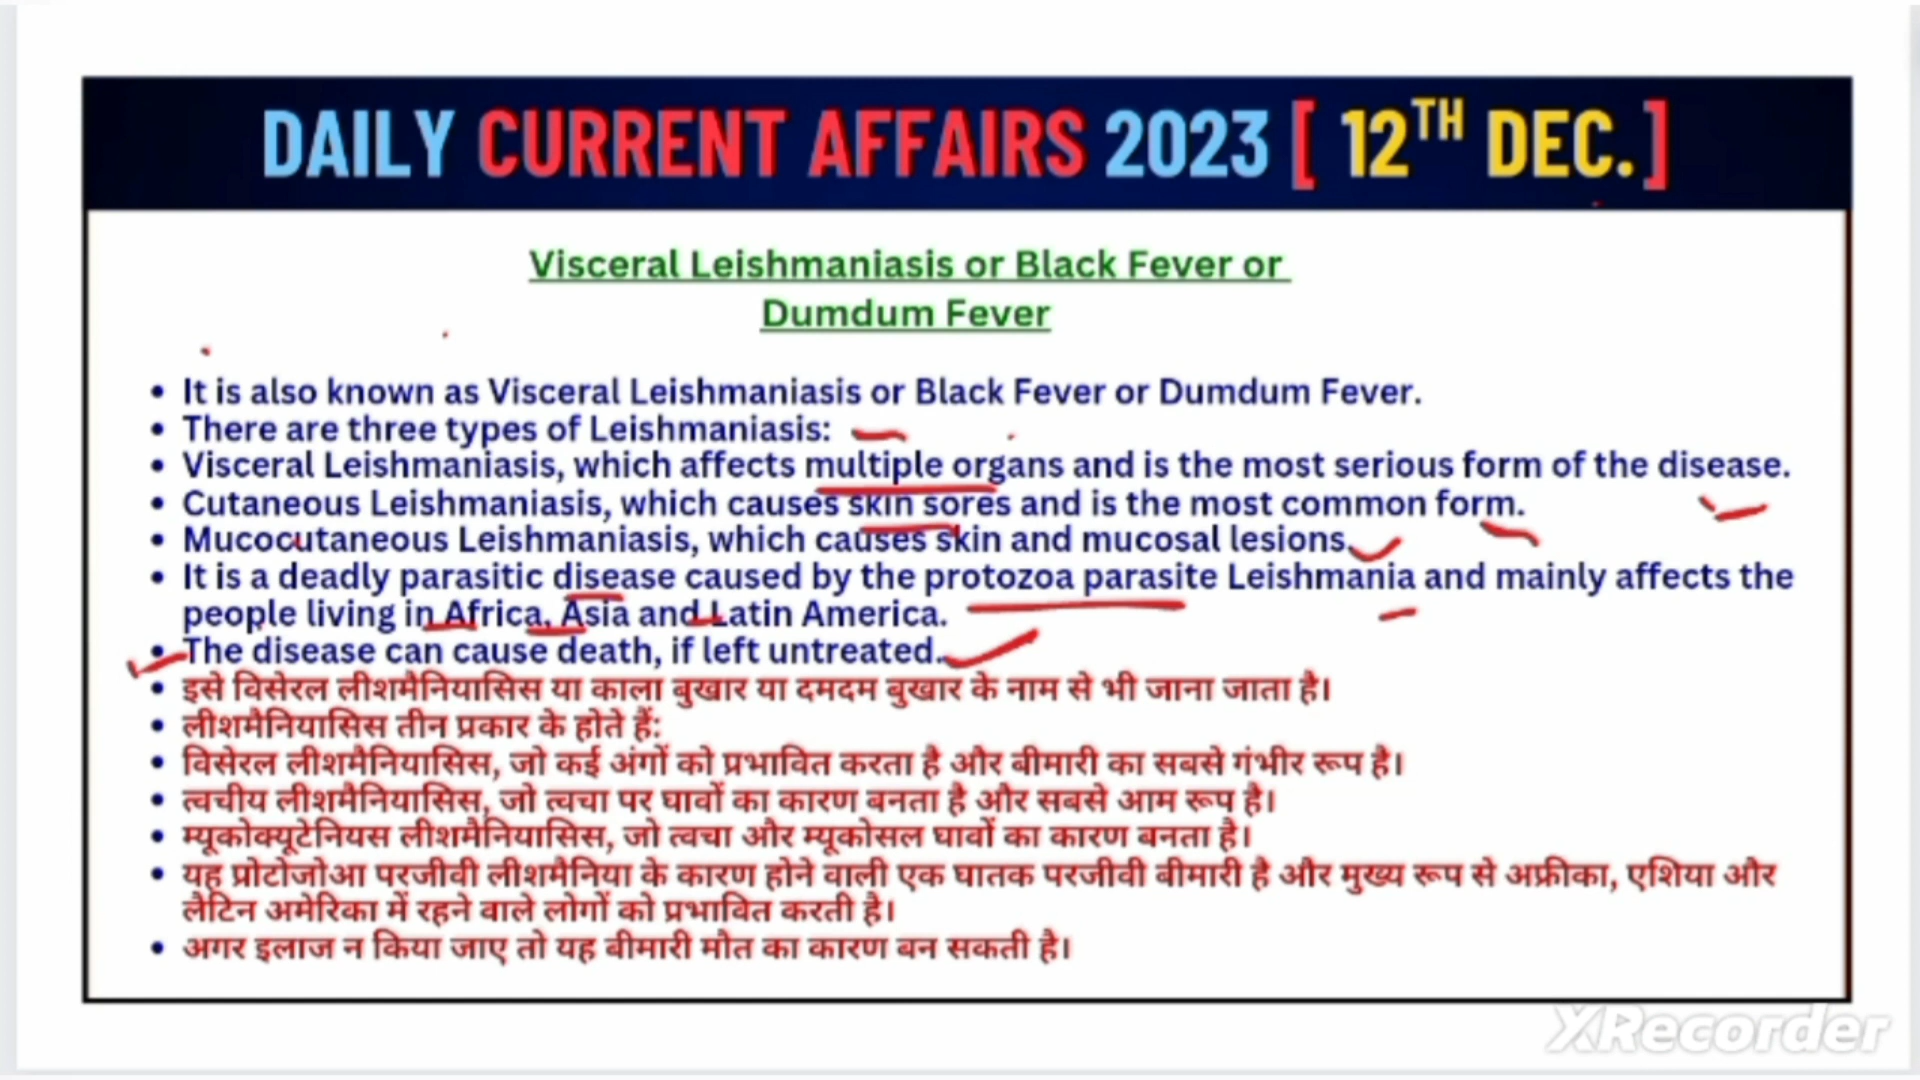 DAILY CURRENT AFFAIRS 2023 [ 12TH DEC.]
Visceral Leishmaniasis or Black Fever or
Dumdum Fever
• It is also known as Visceral Leishmaniasis or Black Fever or Dumdum Fever.
• There are three types of Leishmaniasis:
• Visceral Leishmaniasis, which affects multiple organs and is the most serious form of the disease.
• Cutaneous Leishmaniasis, which causes skin sores and is the most common form.
• Mucocutaneous Leishmaniasis, which causes skin and mucosal lesions.
• It is a deadly parasitic disease caused by the protozoa parasite Leishmania and mainly affects the
people living in Africa, Asia and Latin America.
• The disease can cause death, if left untreated.
• इसे विसेरल लीशमैनियासिस या काला बुखार या दमदम बुखार के नाम से भी जाना जाता है।
• लीशमैनियासिस तीन प्रकार के होते हैं:
• विसेरल लीशमैनियासिस, जो कई अंगों को प्रभावित करता है और बीमारी का सबसे गंभीर रूप है।
• त्वचीय लीशमैनियासिस, जो त्वचा पर घावों का कारण बनता है और सबसे आम रूप है।
• म्यूकोक्यूटेनियस लीशमैनियासिस, जो त्वचा और म्यूकोसल घावों का कारण बनता है।
• यह प्रोटोजोआ परजीवी लीशमैनिया के कारण होने वाली एक घातक परजीवी बीमारी है और मुख्य रूप से अफ्रीका, एशिया और
लैटिन अमेरिका में रहने वाले लोगों को प्रभावित करती है।
• अगर इलाज न किया जाए तो यह बीमारी मौत का कारण बन सकती है।
XRecorder